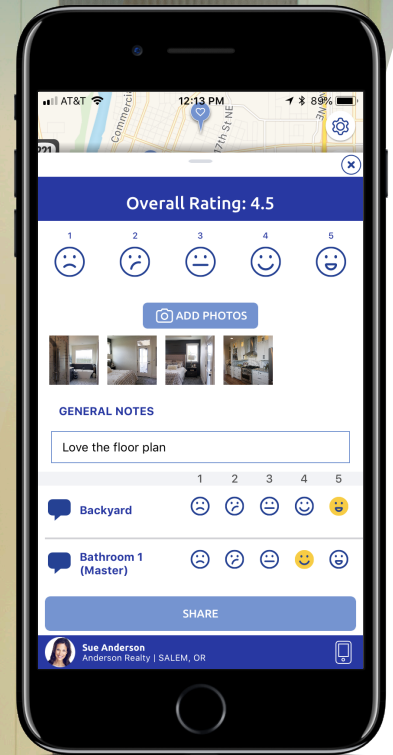 AT&T 12:13 PM 89%
Commerci
17th St NE
NE
221
Overall Rating: 4.5
1 2 3 4 5
ADD PHOTOS
GENERAL NOTES
Love the floor plan
1 2 3 4 5
Backyard
Bathroom 1
(Master)
SHARE
Sue Anderson
Anderson Realty | SALEM, OR